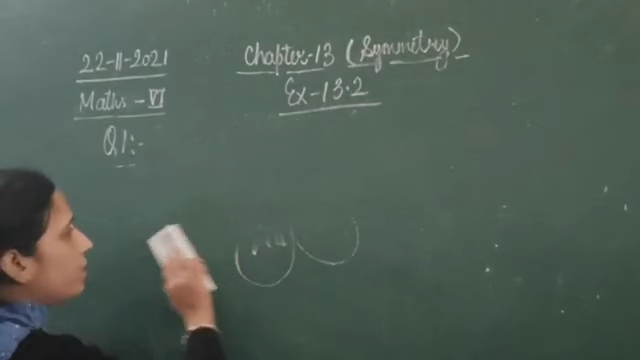 22-11-2021
Chapter-13 (Symmetry)
Maths - VI
Ex-13.2
Q1:-